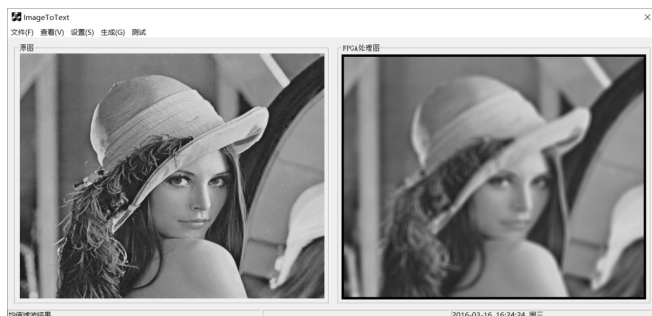 ImageToText
文件(F) 查看(V) 设置(S) 生成(G) 测试
原图
FPGA处理图
均值滤波结果
2016-03-16 16:24:24 周三